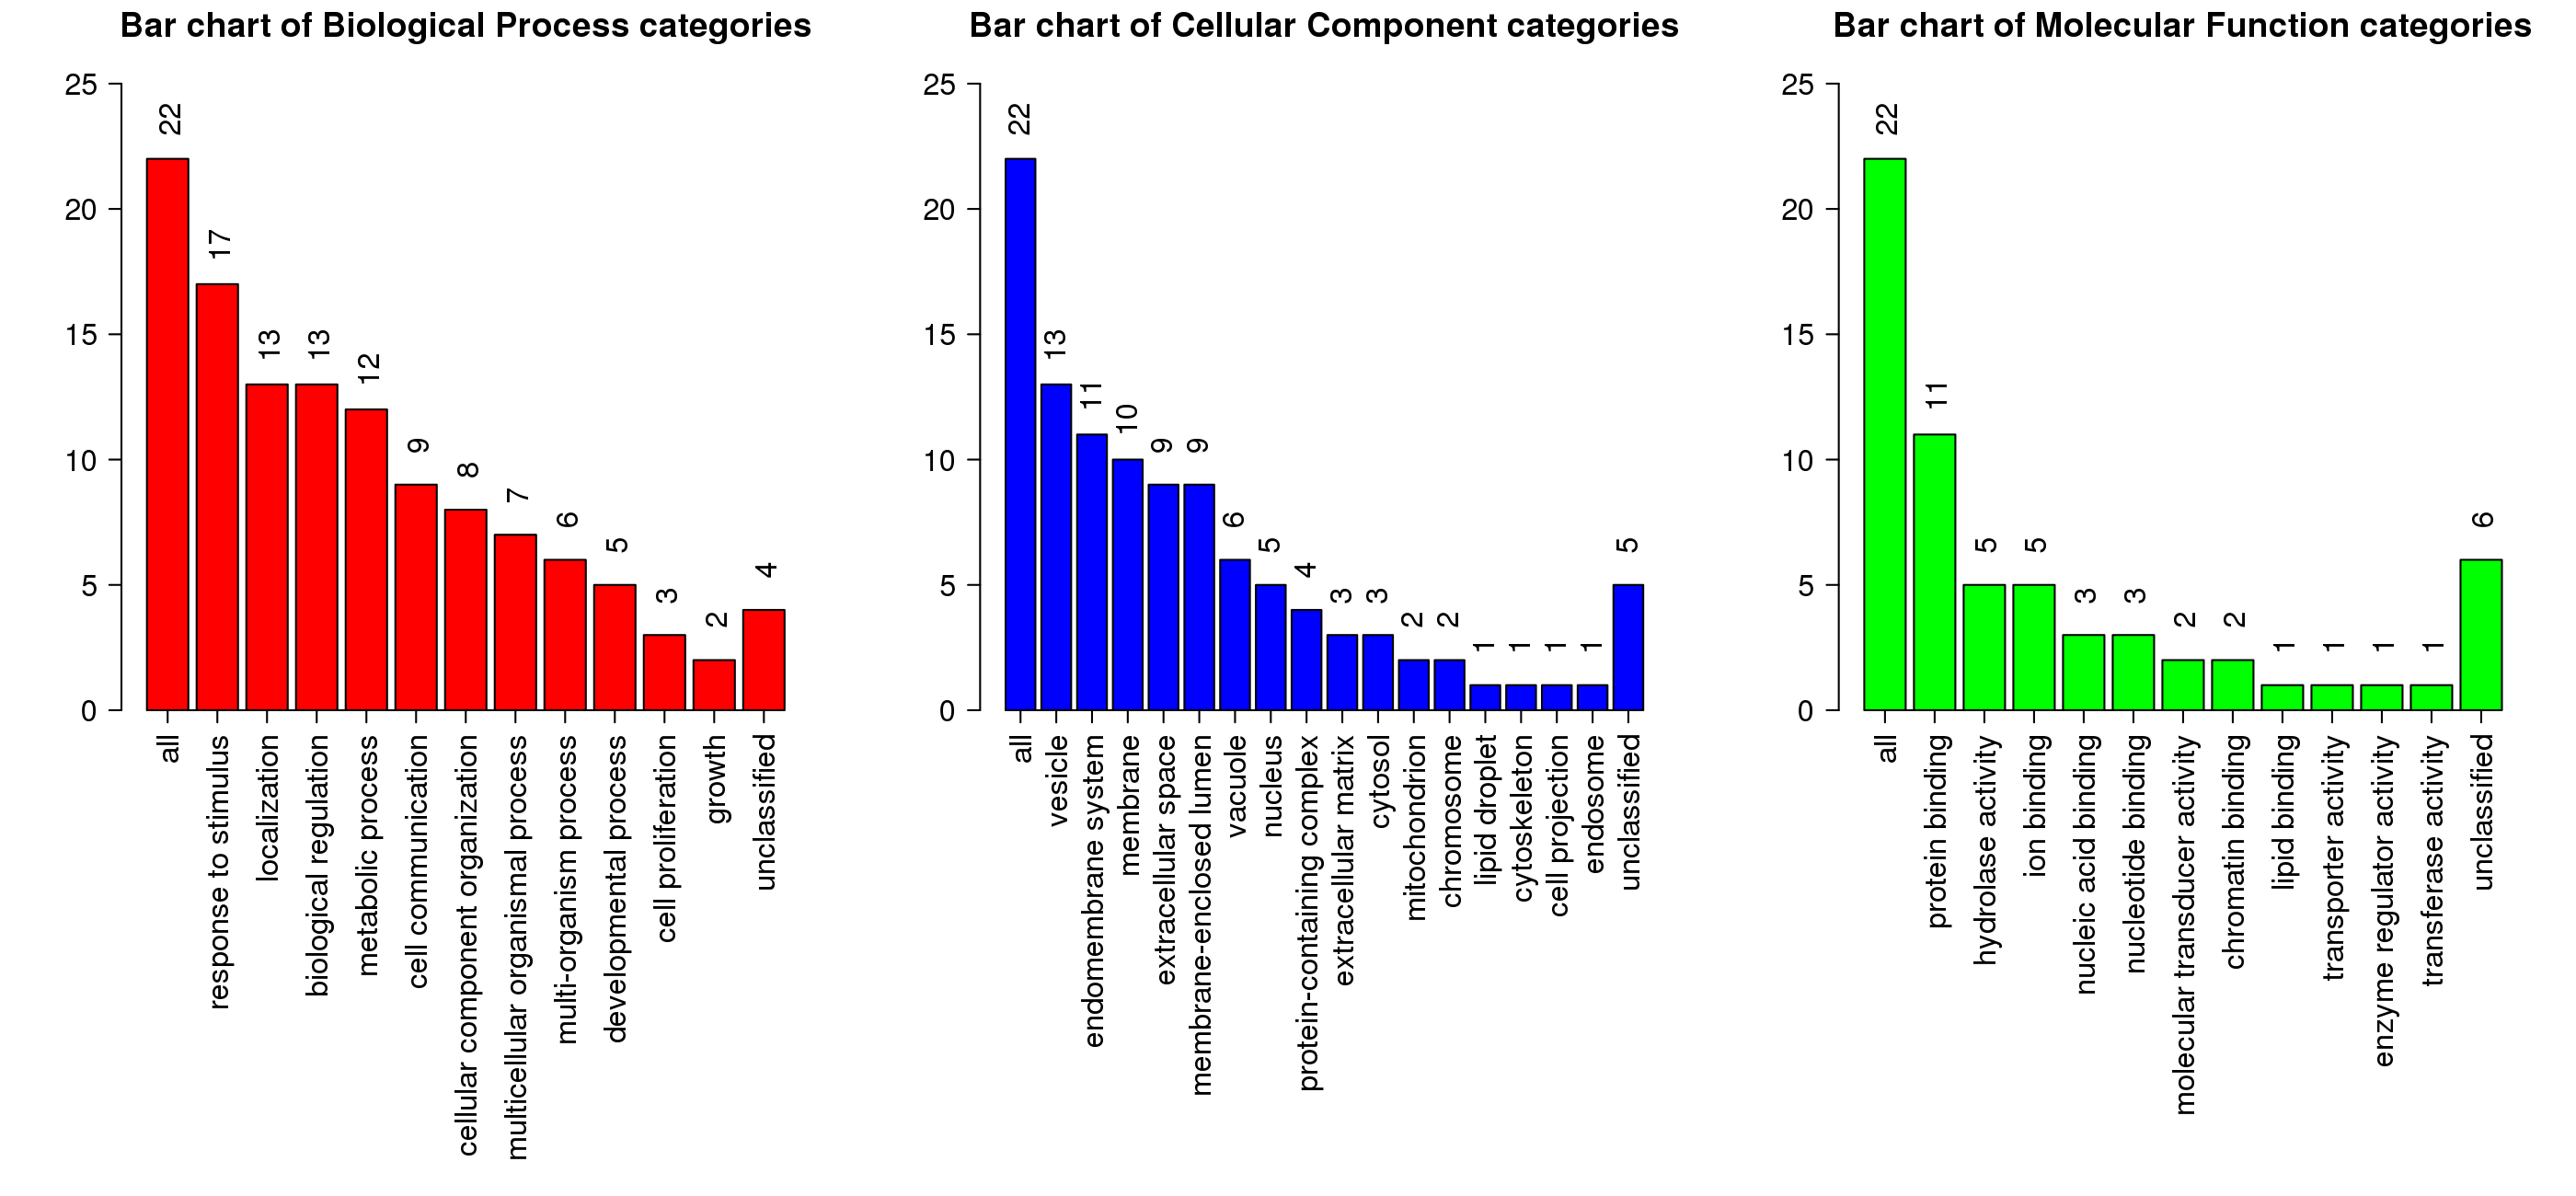 Bar chart of Biological Process categories
25
20
15
10
5
0
22
17
13
13
12
9
8
7
6
5
3
2
4
all
response to stimulus
localization
biological regulation
metabolic process
cell communication
cellular component organization
multicellular organismal process
multi-organism process
developmental process
cell proliferation
growth
unclassified
Bar chart of Cellular Component categories
25
20
15
10
5
0
22
13
11
10
9
9
6
5
4
3
3
2
2
1
1
1
1
5
all
vesicle
endomembrane system
membrane
extracellular space
membrane-enclosed lumen
vacuole
nucleus
protein-containing complex
extracellular matrix
cytosol
mitochondrion
chromosome
lipid droplet
cytoskeleton
cell projection
endosome
unclassified
Bar chart of Molecular Function categories
25
20
15
10
5
0
22
11
5
5
3
3
2
2
1
1
1
1
6
all
protein binding
hydrolase activity
ion binding
nucleic acid binding
nucleotide binding
molecular transducer activity
chromatin binding
lipid binding
transporter activity
enzyme regulator activity
transferase activity
unclassified